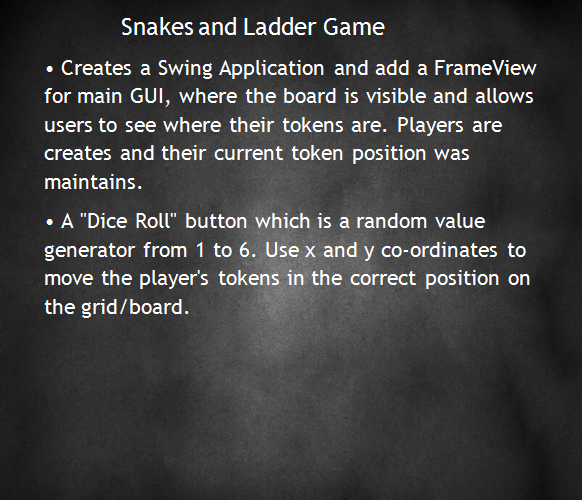 Snakes and Ladder Game
• Creates a Swing Application and add a FrameView
for main GUI, where the board is visible and allows
users to see where their tokens are. Players are
creates and their current token position was
maintains.
• A "Dice Roll" button which is a random value
generator from 1 to 6. Use x and y co-ordinates to
move the player's tokens in the correct position on
the grid/board.